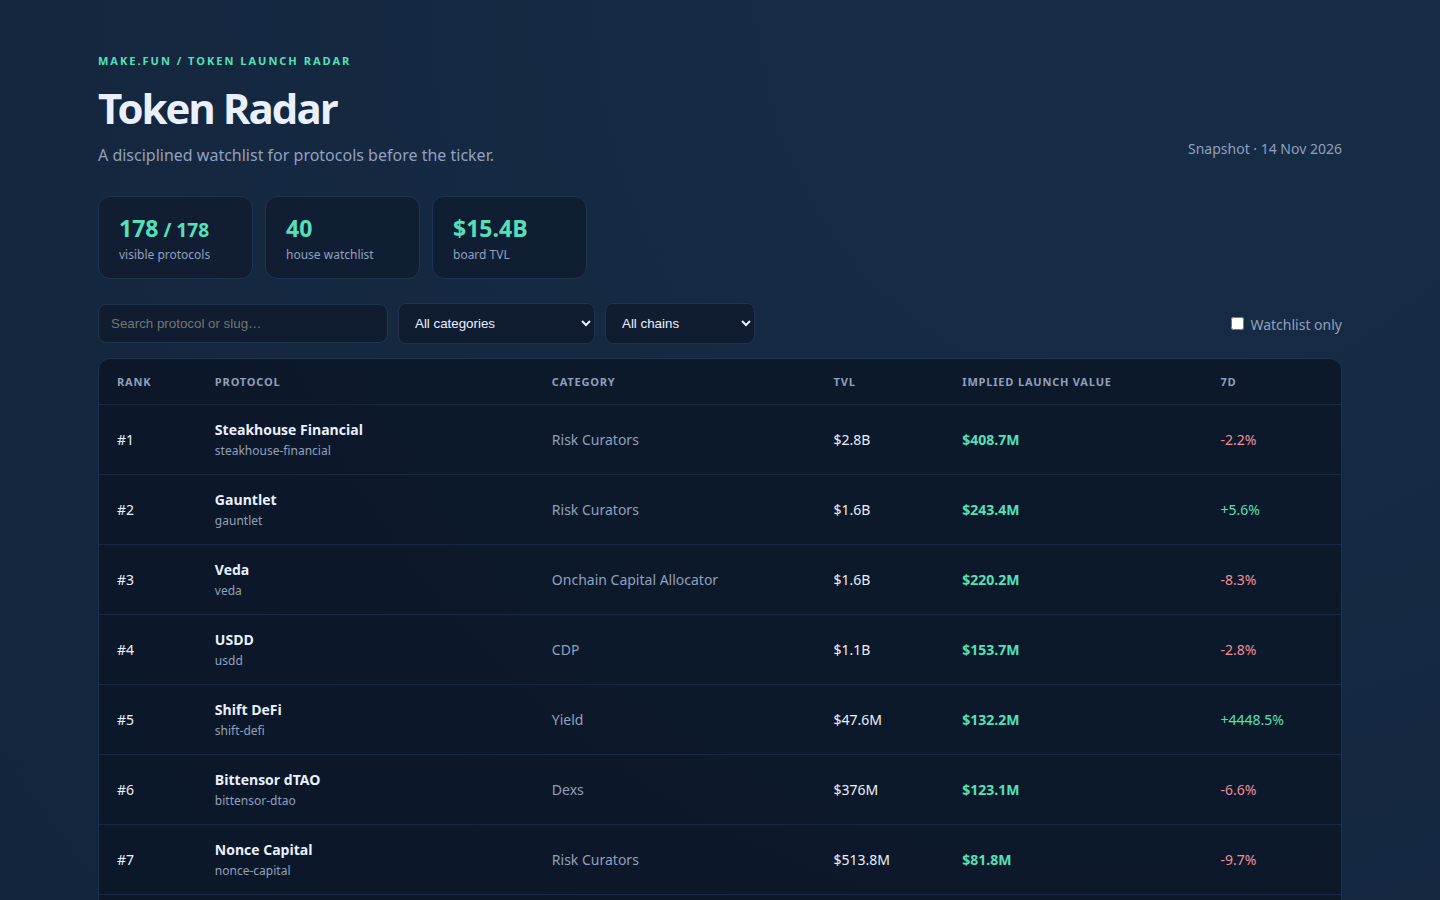 MAKE.FUN / TOKEN LAUNCH RADAR
Token Radar
A disciplined watchlist for protocols before the ticker.
Snapshot · 14 Nov 2026
178 / 178
visible protocols
40
house watchlist
$15.4B
board TVL
Search protocol or slug…
All categories
All chains
Watchlist only
RANK PROTOCOL CATEGORY TVL IMPLIED LAUNCH VALUE 7D
#1 Steakhouse Financial Risk Curators $2.8B $408.7M -2.2%
steakhouse-financial
#2 Gauntlet Risk Curators $1.6B $243.4M +5.6%
gauntlet
#3 Veda Onchain Capital Allocator $1.6B $220.2M -8.3%
veda
#4 USDD CDP $1.1B $153.7M -2.8%
usdd
#5 Shift DeFi Yield $47.6M $132.2M +4448.5%
shift-defi
#6 Bittensor dTAO Dexs $376M $123.1M -6.6%
bittensor-dtao
#7 Nonce Capital Risk Curators $513.8M $81.8M -9.7%
nonce-capital